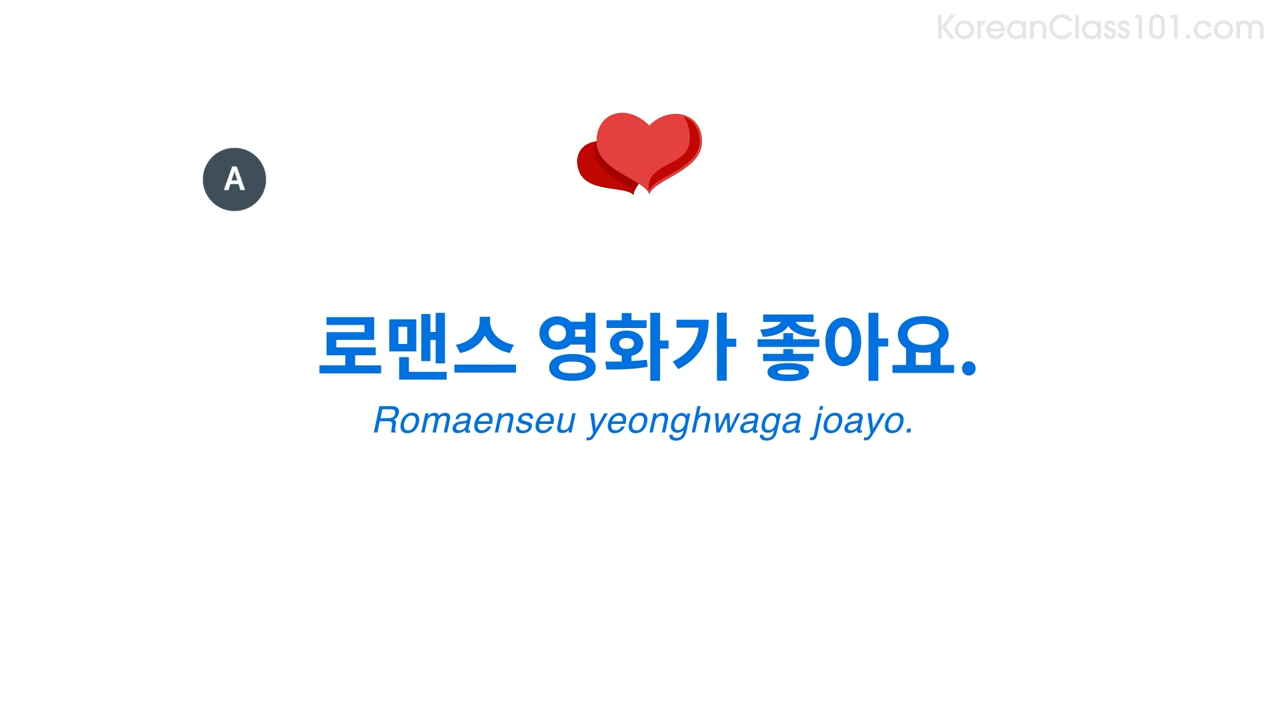 KoreanClass101.com
A
로맨스 영화가 좋아요.
Romaenseu yeonghwaga joayo.